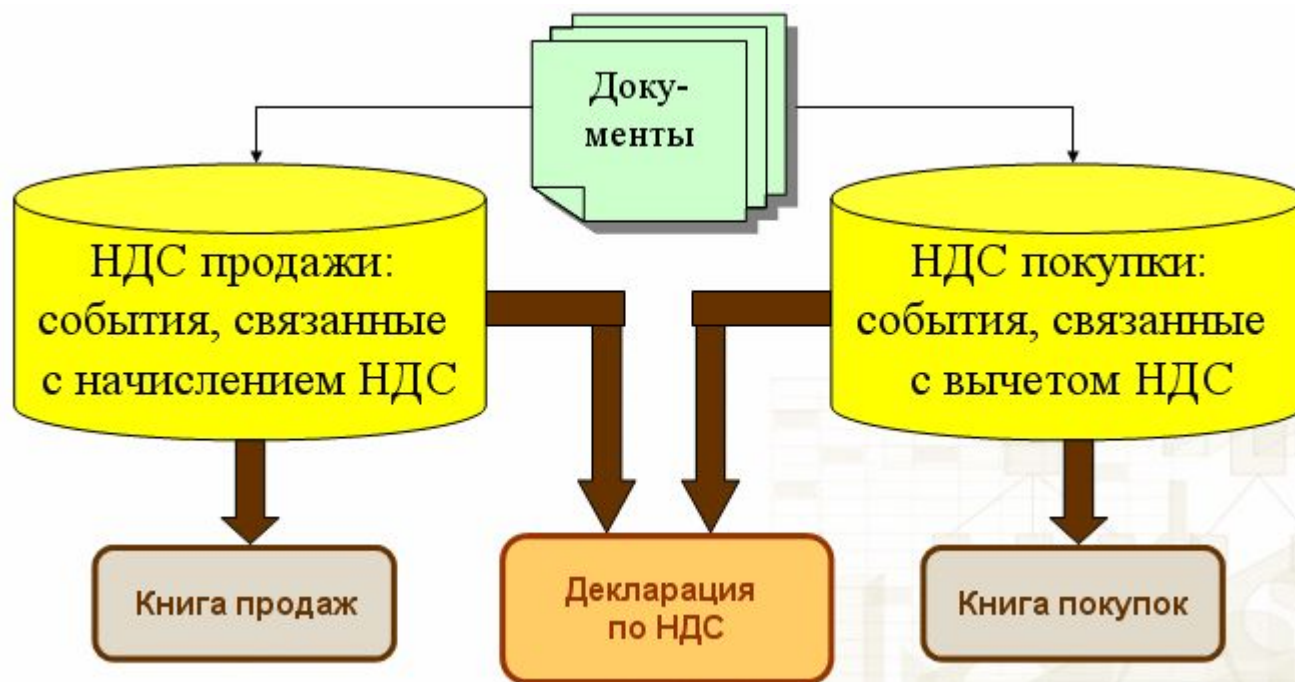 Доку-
менты
НДС продажи:
события, связанные
с начислением НДС
НДС покупки:
события, связанные
с вычетом НДС
Книга продаж
Декларация
по НДС
Книга покупок